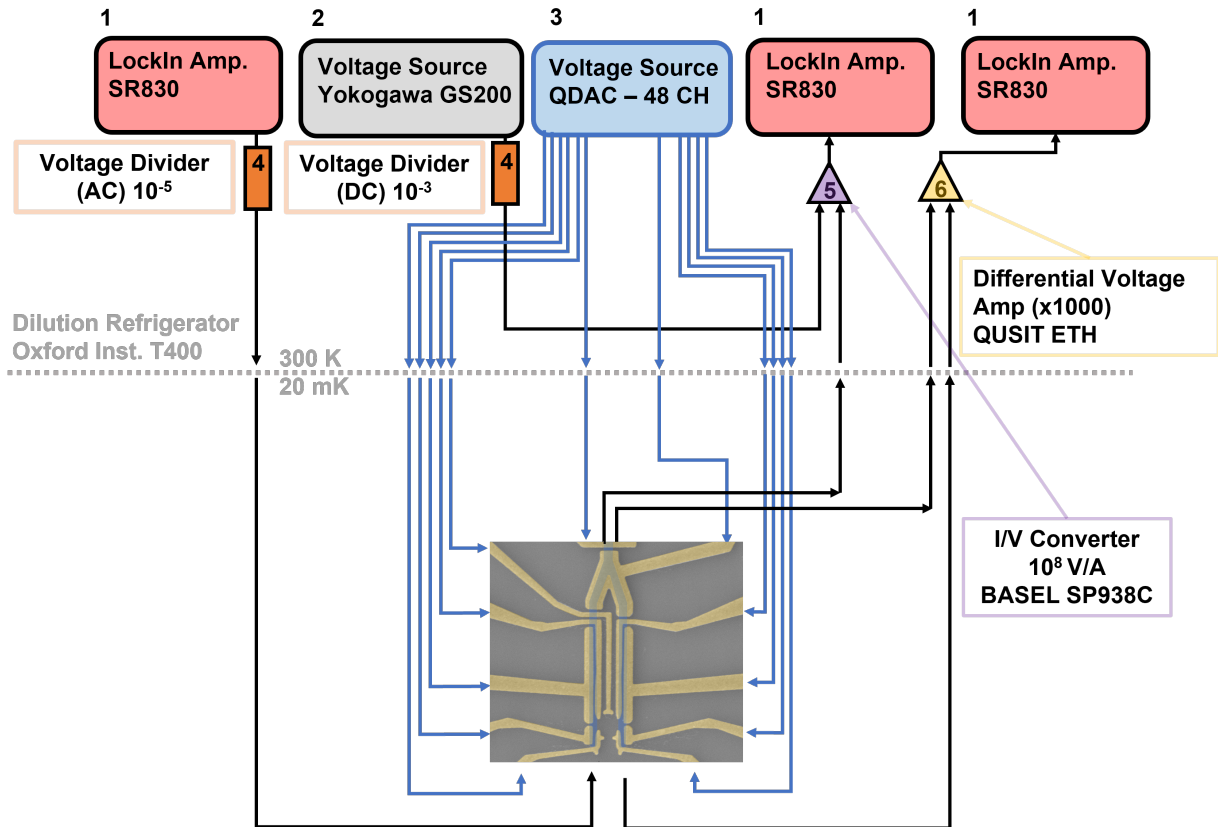 1
2
3
1
1
LockIn Amp.
SR830
Voltage Source
Yokogawa GS200
Voltage Source
QDAC – 48 CH
LockIn Amp.
SR830
LockIn Amp.
SR830
Voltage Divider
(AC) 10⁻⁵
4
Voltage Divider
(DC) 10⁻³
4
5
6
Differential Voltage
Amp (x1000)
QUSIT ETH
Dilution Refrigerator
Oxford Inst. T400
300 K
20 mK
I/V Converter
10⁸ V/A
BASEL SP938C